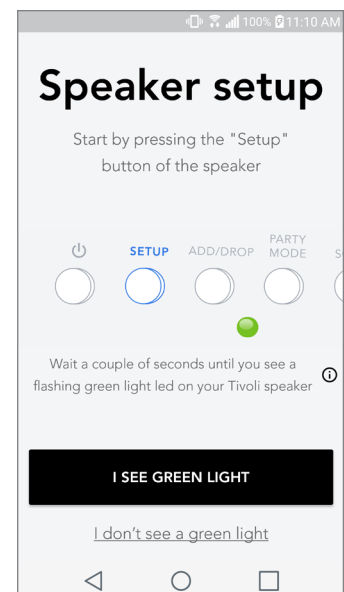 100% 11:10 AM
Speaker setup
Start by pressing the "Setup"
button of the speaker
PARTY
SETUP ADD/DROP MODE S
Wait a couple of seconds until you see a
flashing green light led on your Tivoli speaker
I SEE GREEN LIGHT
I don't see a green light